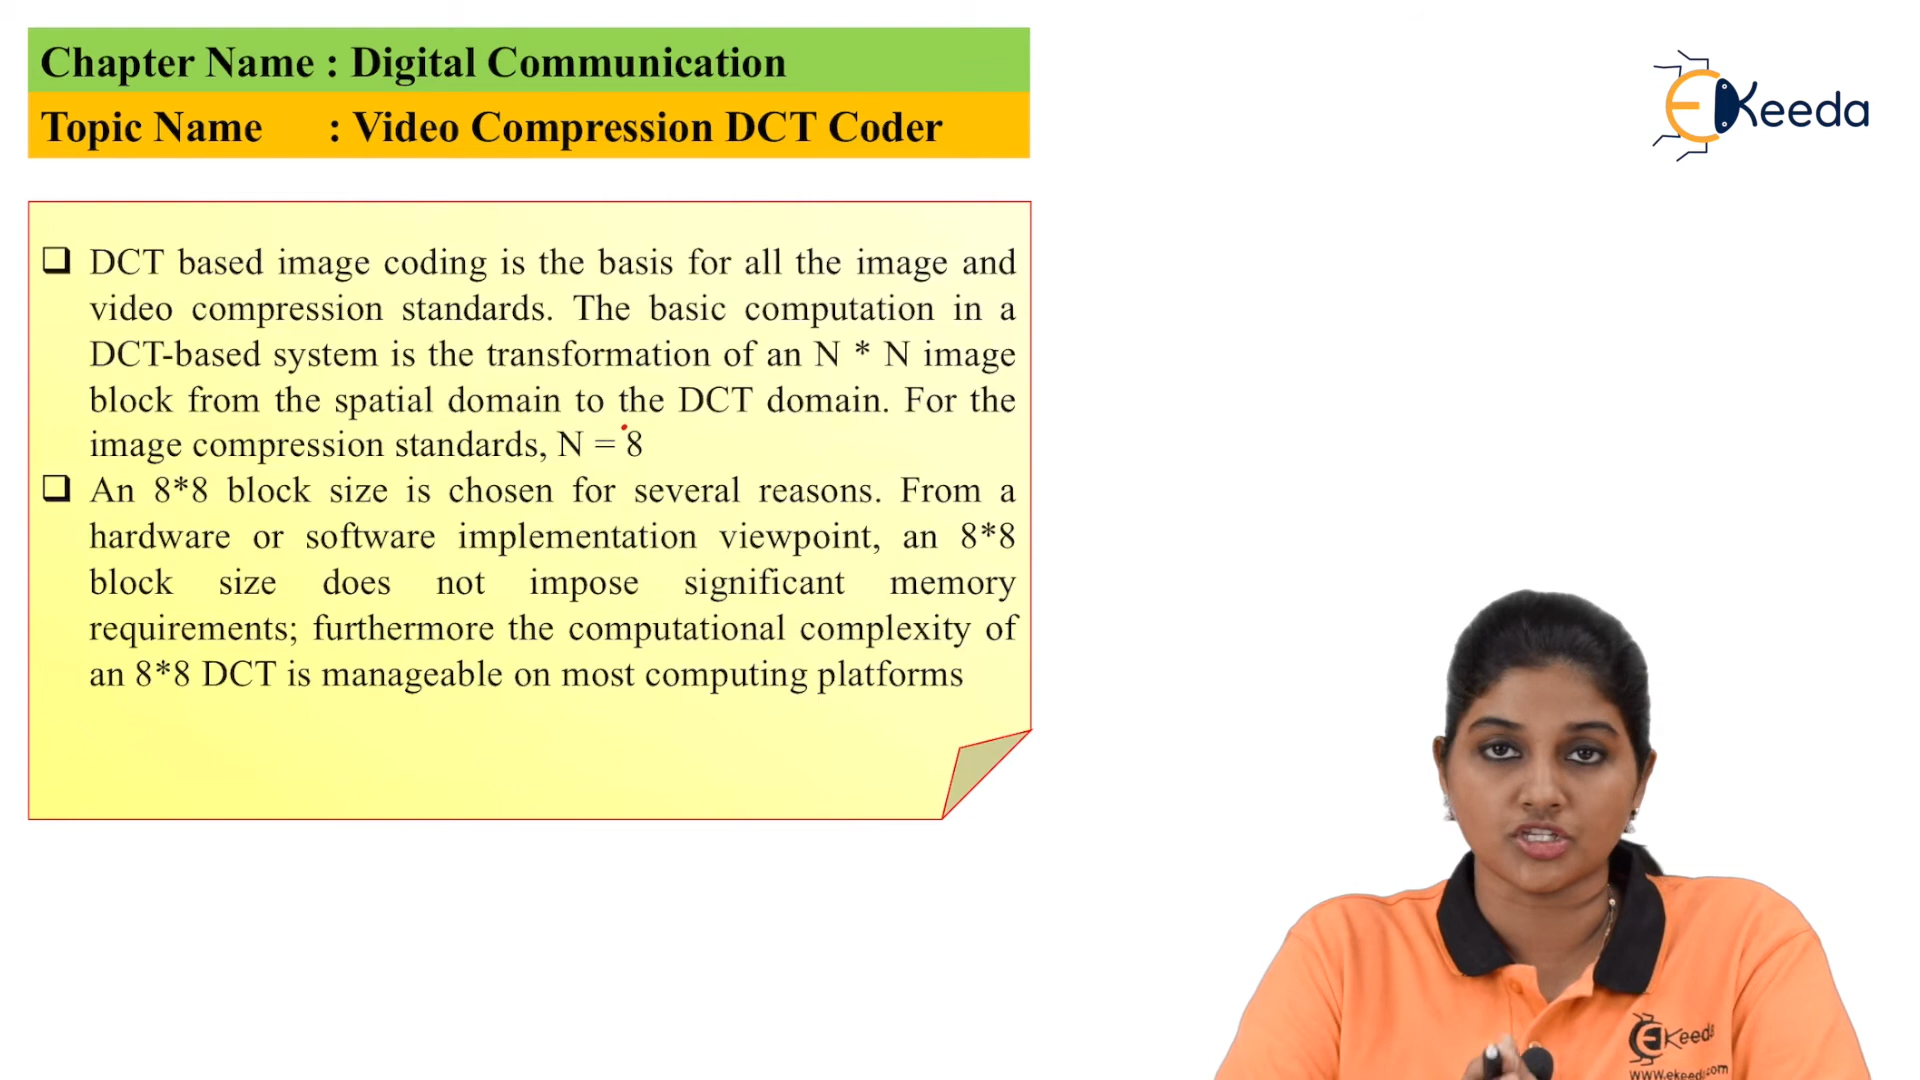 Chapter Name : Digital Communication
Topic Name : Video Compression DCT Coder
EKeeda
❑ DCT based image coding is the basis for all the image and
video compression standards. The basic computation in a
DCT-based system is the transformation of an N * N image
block from the spatial domain to the DCT domain. For the
image compression standards, N = 8
❑ An 8*8 block size is chosen for several reasons. From a
hardware or software implementation viewpoint, an 8*8
block size does not impose significant memory
requirements; furthermore the computational complexity of
an 8*8 DCT is manageable on most computing platforms
EKeeda
www.ekeeda.com